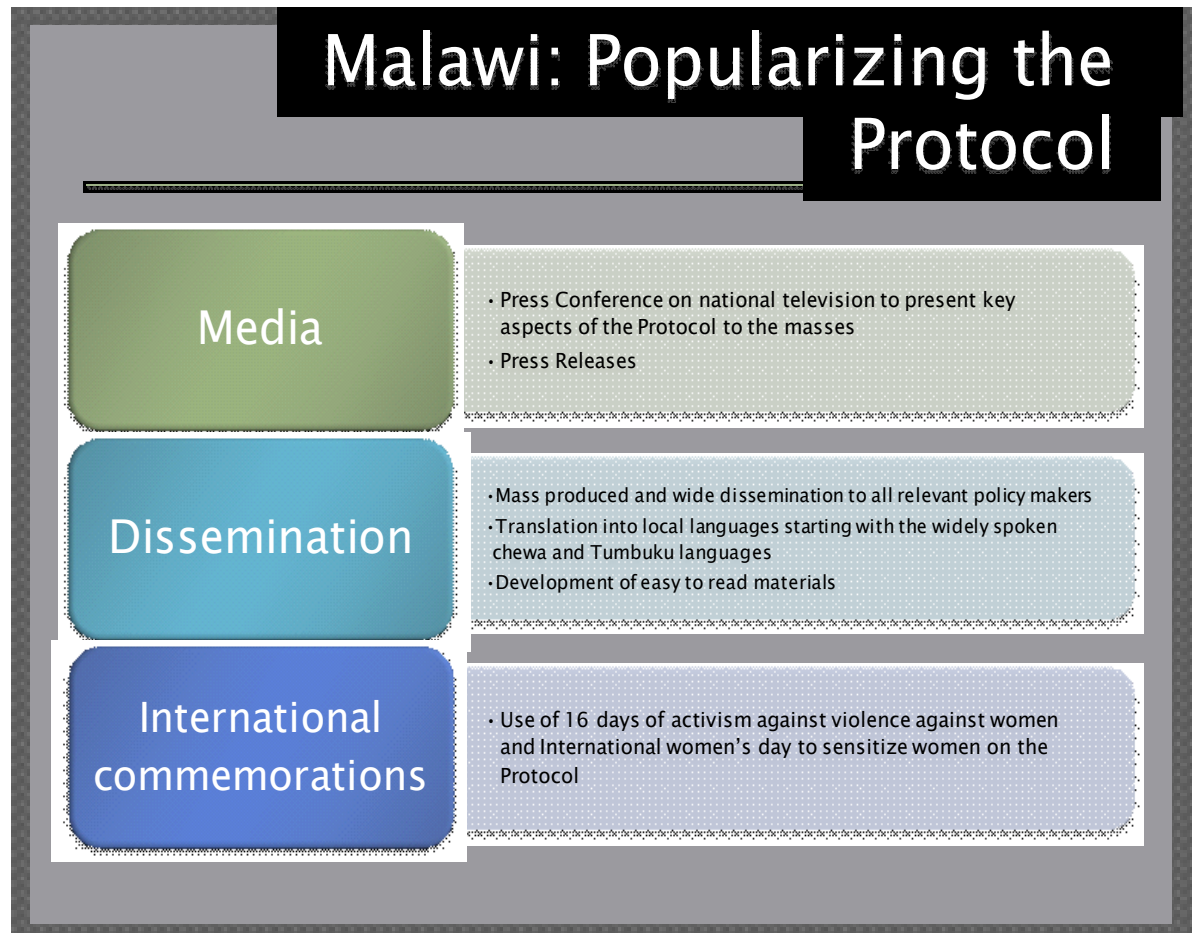 Malawi: Popularizing the
Protocol
Media
• Press Conference on national television to present key
aspects of the Protocol to the masses
• Press Releases
Dissemination
•Mass produced and wide dissemination to all relevant policy makers
•Translation into local languages starting with the widely spoken
chewa and Tumbuku languages
•Development of easy to read materials
International
commemorations
• Use of 16 days of activism against violence against women
and International women’s day to sensitize women on the
Protocol